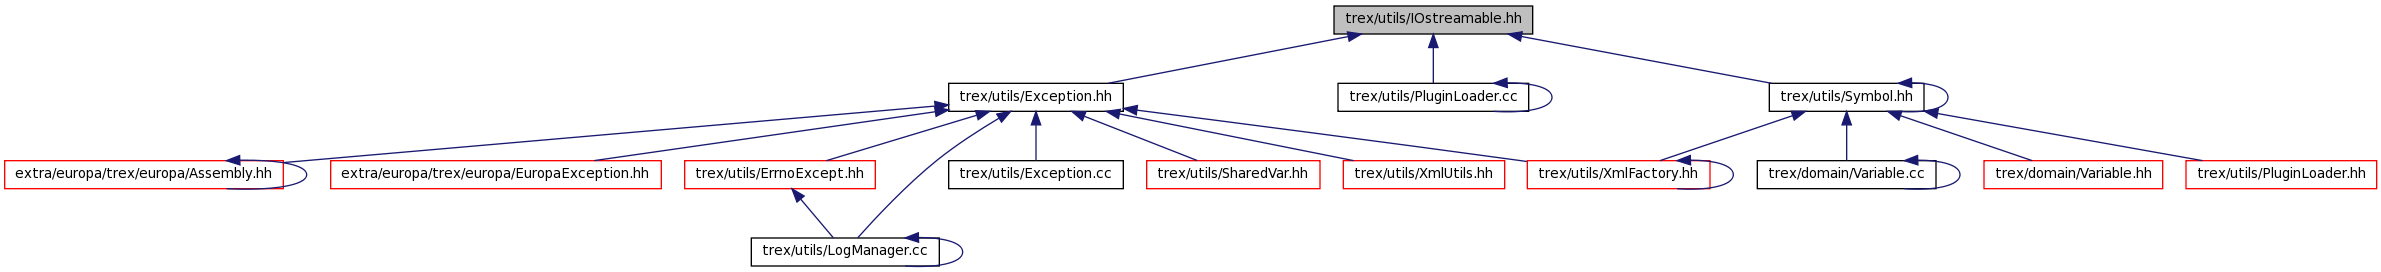 trex/utils/IOstreamable.hh
trex/utils/Exception.hh
trex/utils/PluginLoader.cc
trex/utils/Symbol.hh
extra/europa/trex/europa/Assembly.hh
extra/europa/trex/europa/EuropaException.hh
trex/utils/ErrnoExcept.hh
trex/utils/Exception.cc
trex/utils/SharedVar.hh
trex/utils/XmlUtils.hh
trex/utils/XmlFactory.hh
trex/domain/Variable.cc
trex/domain/Variable.hh
trex/utils/PluginLoader.hh
trex/utils/LogManager.cc